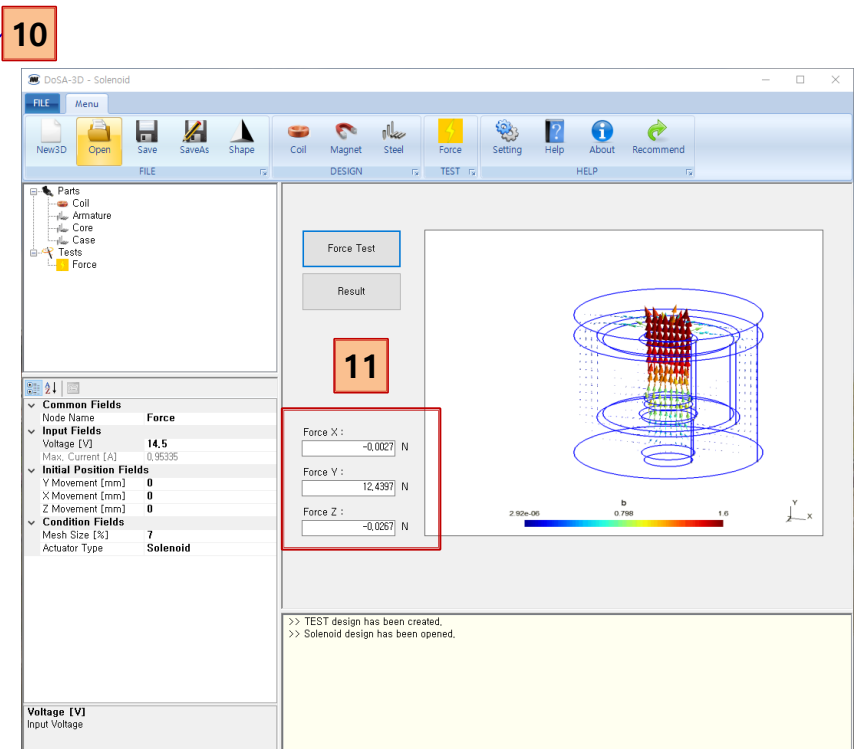 10
DoSA-3D - Solenoid
FILE Menu
New3D Open Save SaveAs Shape Coil Magnet Steel Force Setting Help About Recommend
FILE DESIGN TEST HELP
Parts
Coil
Armature
Core
Case
Tests
Force
Force Test
Result
11
Common Fields
Node Name Force
Input Fields
Voltage [V] 14,5
Max, Current [A] 0,95335
Initial Position Fields
Y Movement [mm] 0
X Movement [mm] 0
Z Movement [mm] 0
Condition Fields
Mesh Size [%] 7
Actuator Type Solenoid
Force X :
-0,0027 N
Force Y :
12,4397 N
Force Z :
-0,0267 N
b
2.92e-06 0.798 1.6
Y
X
>> TEST design has been created,
>> Solenoid design has been opened,
Voltage [V]
Input Voltage